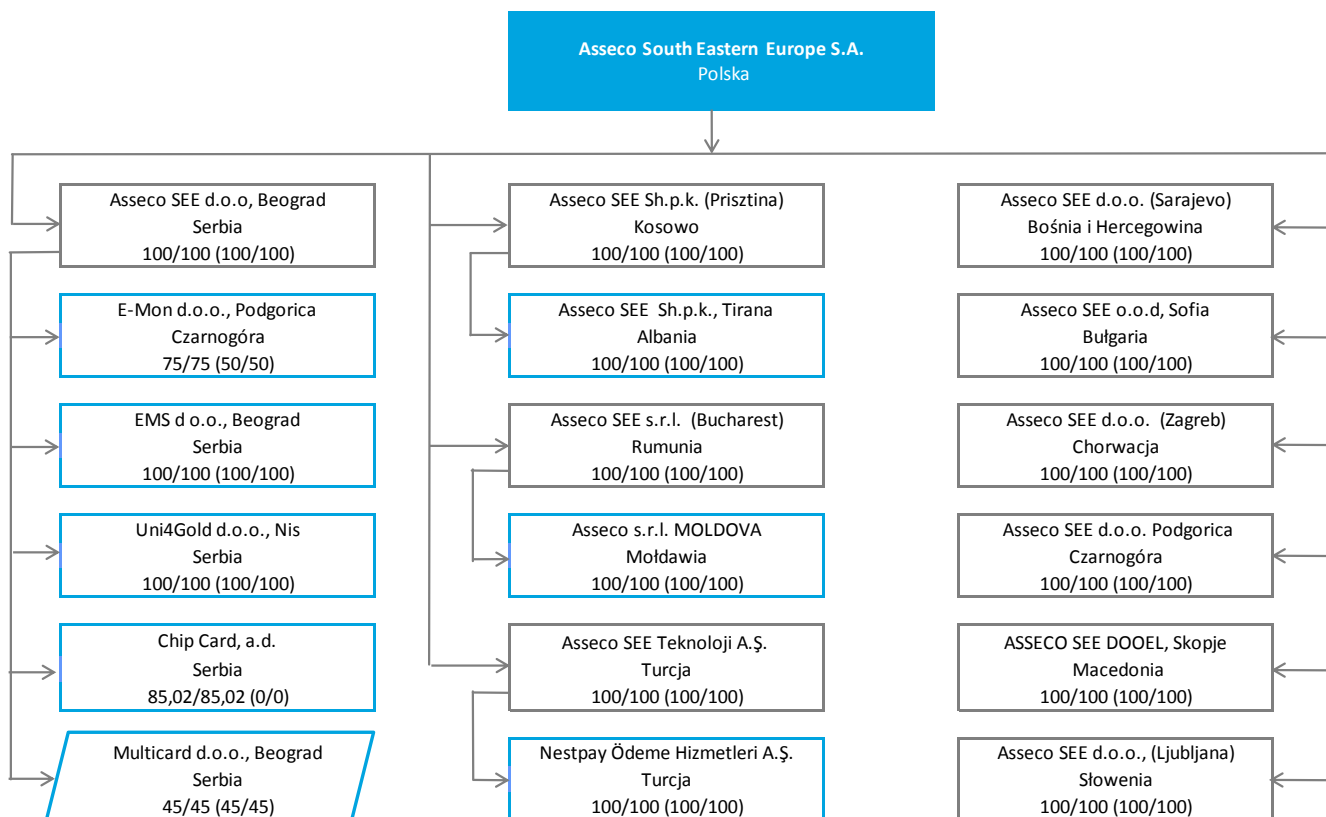 Asseco South Eastern Europe S.A.
Polska
Asseco SEE d.o.o, Beograd
Serbia
100/100 (100/100)
E-Mon d.o.o., Podgorica
Czarnogóra
75/75 (50/50)
EMS d o.o., Beograd
Serbia
100/100 (100/100)
Uni4Gold d.o.o., Nis
Serbia
100/100 (100/100)
Chip Card, a.d.
Serbia
85,02/85,02 (0/0)
Multicard d.o.o., Beograd
Serbia
45/45 (45/45)
Asseco SEE Sh.p.k. (Prisztina)
Kosowo
100/100 (100/100)
Asseco SEE Sh.p.k., Tirana
Albania
100/100 (100/100)
Asseco SEE s.r.l. (Bucharest)
Rumunia
100/100 (100/100)
Asseco s.r.l. MOLDOVA
Mołdawia
100/100 (100/100)
Asseco SEE Teknoloji A.Ş.
Turcja
100/100 (100/100)
Nestpay Ödeme Hizmetleri A.Ş.
Turcja
100/100 (100/100)
Asseco SEE d.o.o. (Sarajevo)
Bośnia i Hercegowina
100/100 (100/100)
Asseco SEE o.o.d, Sofia
Bułgaria
100/100 (100/100)
Asseco SEE d.o.o. (Zagreb)
Chorwacja
100/100 (100/100)
Asseco SEE d.o.o. Podgorica
Czarnogóra
100/100 (100/100)
ASSECO SEE DOOEL, Skopje
Macedonia
100/100 (100/100)
Asseco SEE d.o.o., (Ljubljana)
Słowenia
100/100 (100/100)